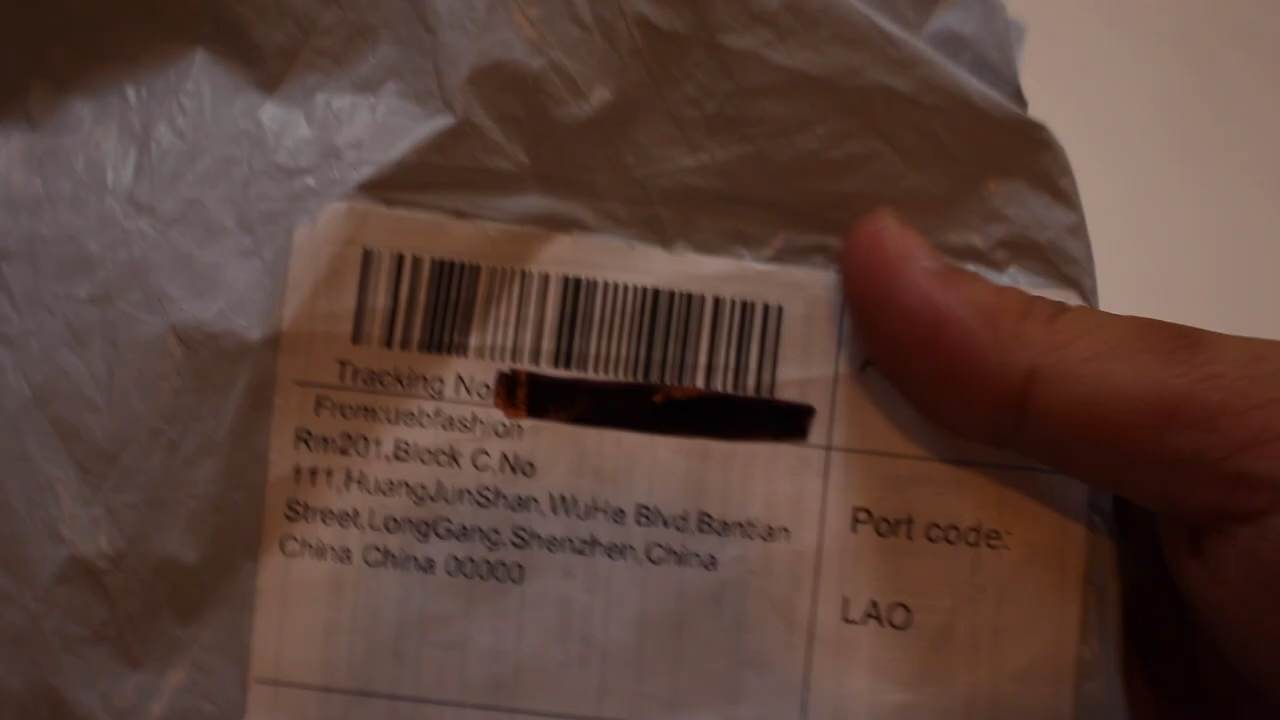 Tracking No
From:uebfashion
Rm201,Block C,No
111,HuangJunShan,WuHe Blvd,Bantian
Street,LongGang,Shenzhen,China
China China 00000
Port code:
LAO